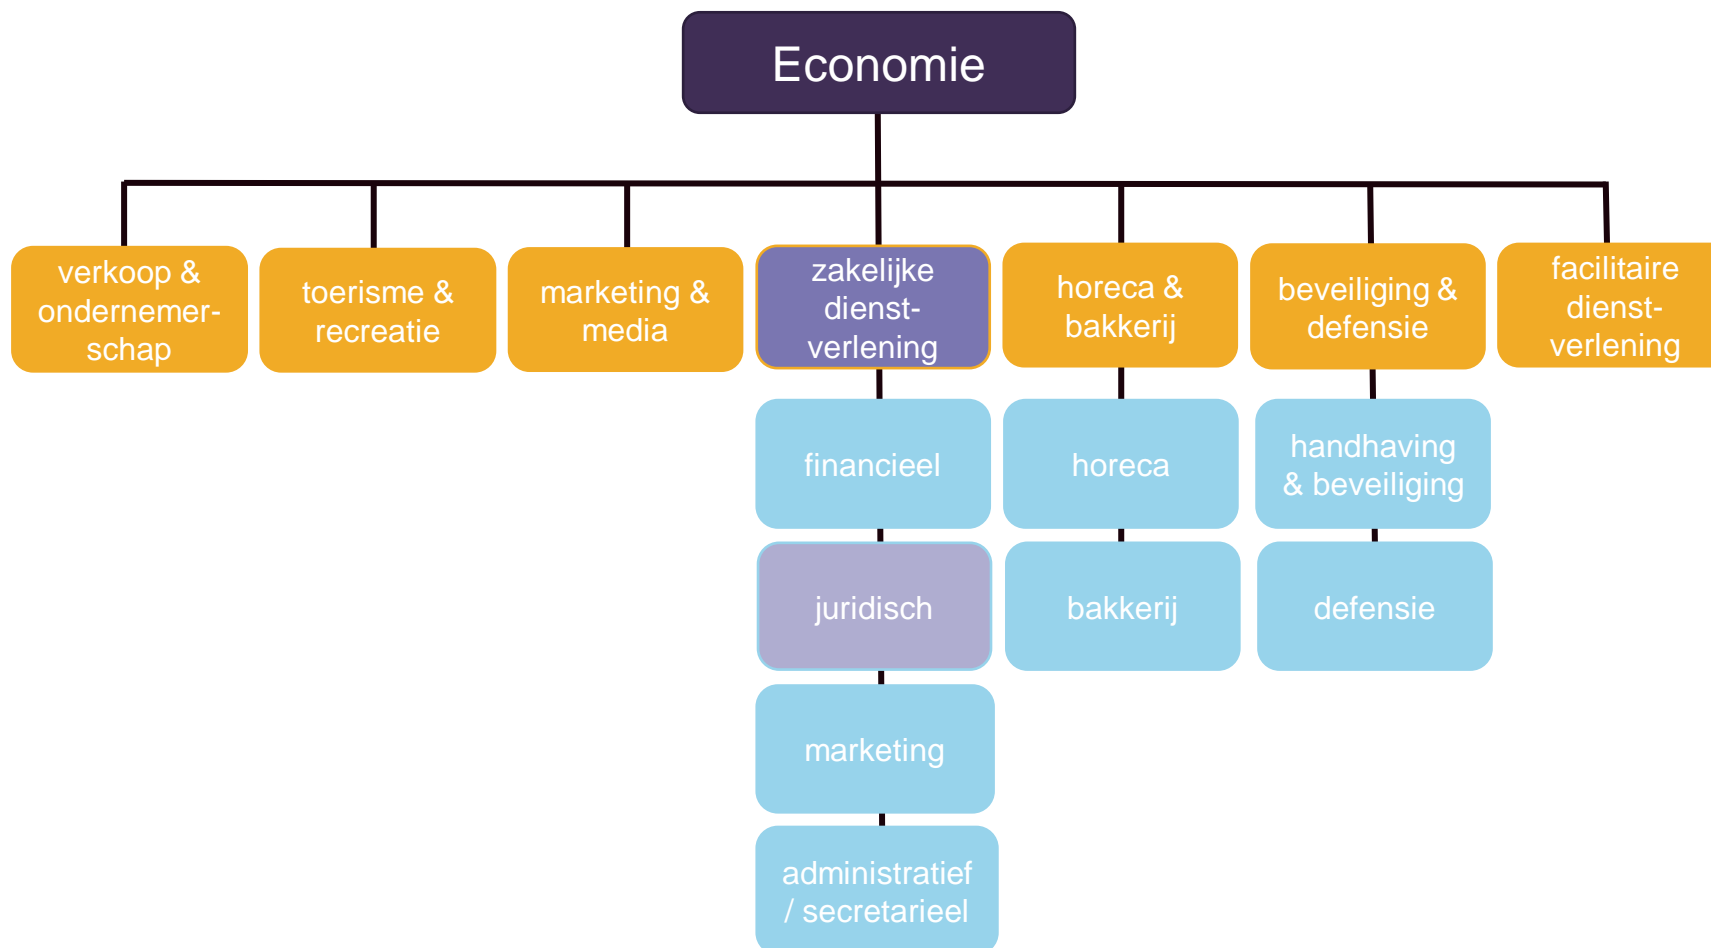 Economie
verkoop &
ondernemer-
schap
toerisme &
recreatie
marketing &
media
zakelijke
dienst-
verlening
horeca &
bakkerij
beveiliging &
defensie
facilitaire
dienst-
verlening
financieel
horeca
handhaving
& beveiliging
juridisch
bakkerij
defensie
marketing
administratief
/ secretarieel